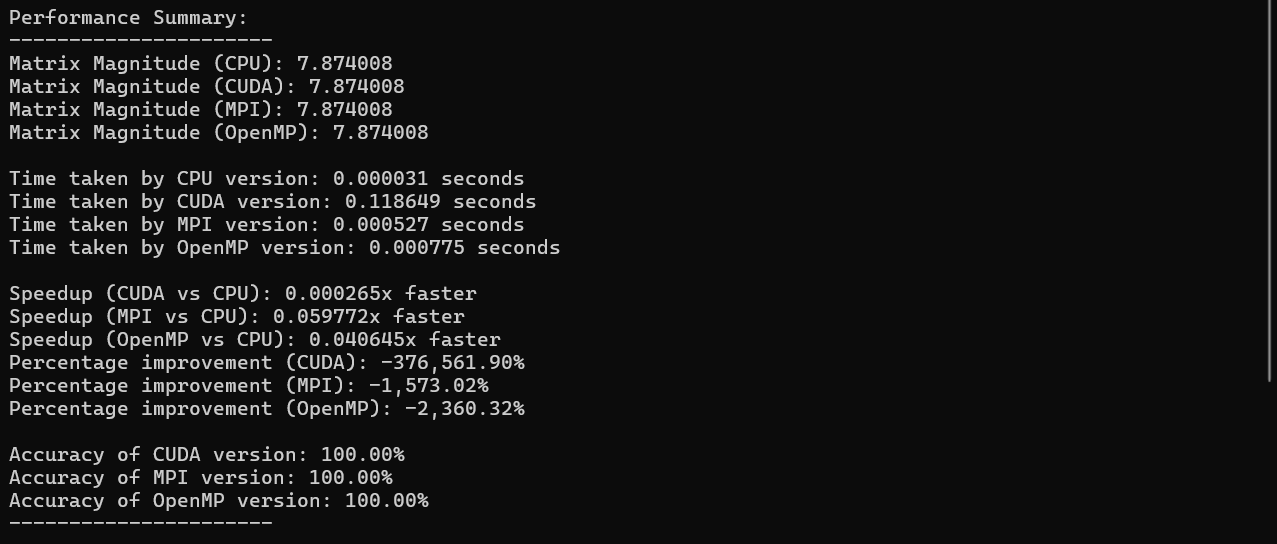 Performance Summary:
----------------------
Matrix Magnitude (CPU): 7.874008
Matrix Magnitude (CUDA): 7.874008
Matrix Magnitude (MPI): 7.874008
Matrix Magnitude (OpenMP): 7.874008
Time taken by CPU version: 0.000031 seconds
Time taken by CUDA version: 0.118649 seconds
Time taken by MPI version: 0.000527 seconds
Time taken by OpenMP version: 0.000775 seconds
Speedup (CUDA vs CPU): 0.000265x faster
Speedup (MPI vs CPU): 0.059772x faster
Speedup (OpenMP vs CPU): 0.040645x faster
Percentage improvement (CUDA): -376,561.90%
Percentage improvement (MPI): -1,573.02%
Percentage improvement (OpenMP): -2,360.32%
Accuracy of CUDA version: 100.00%
Accuracy of MPI version: 100.00%
Accuracy of OpenMP version: 100.00%
----------------------